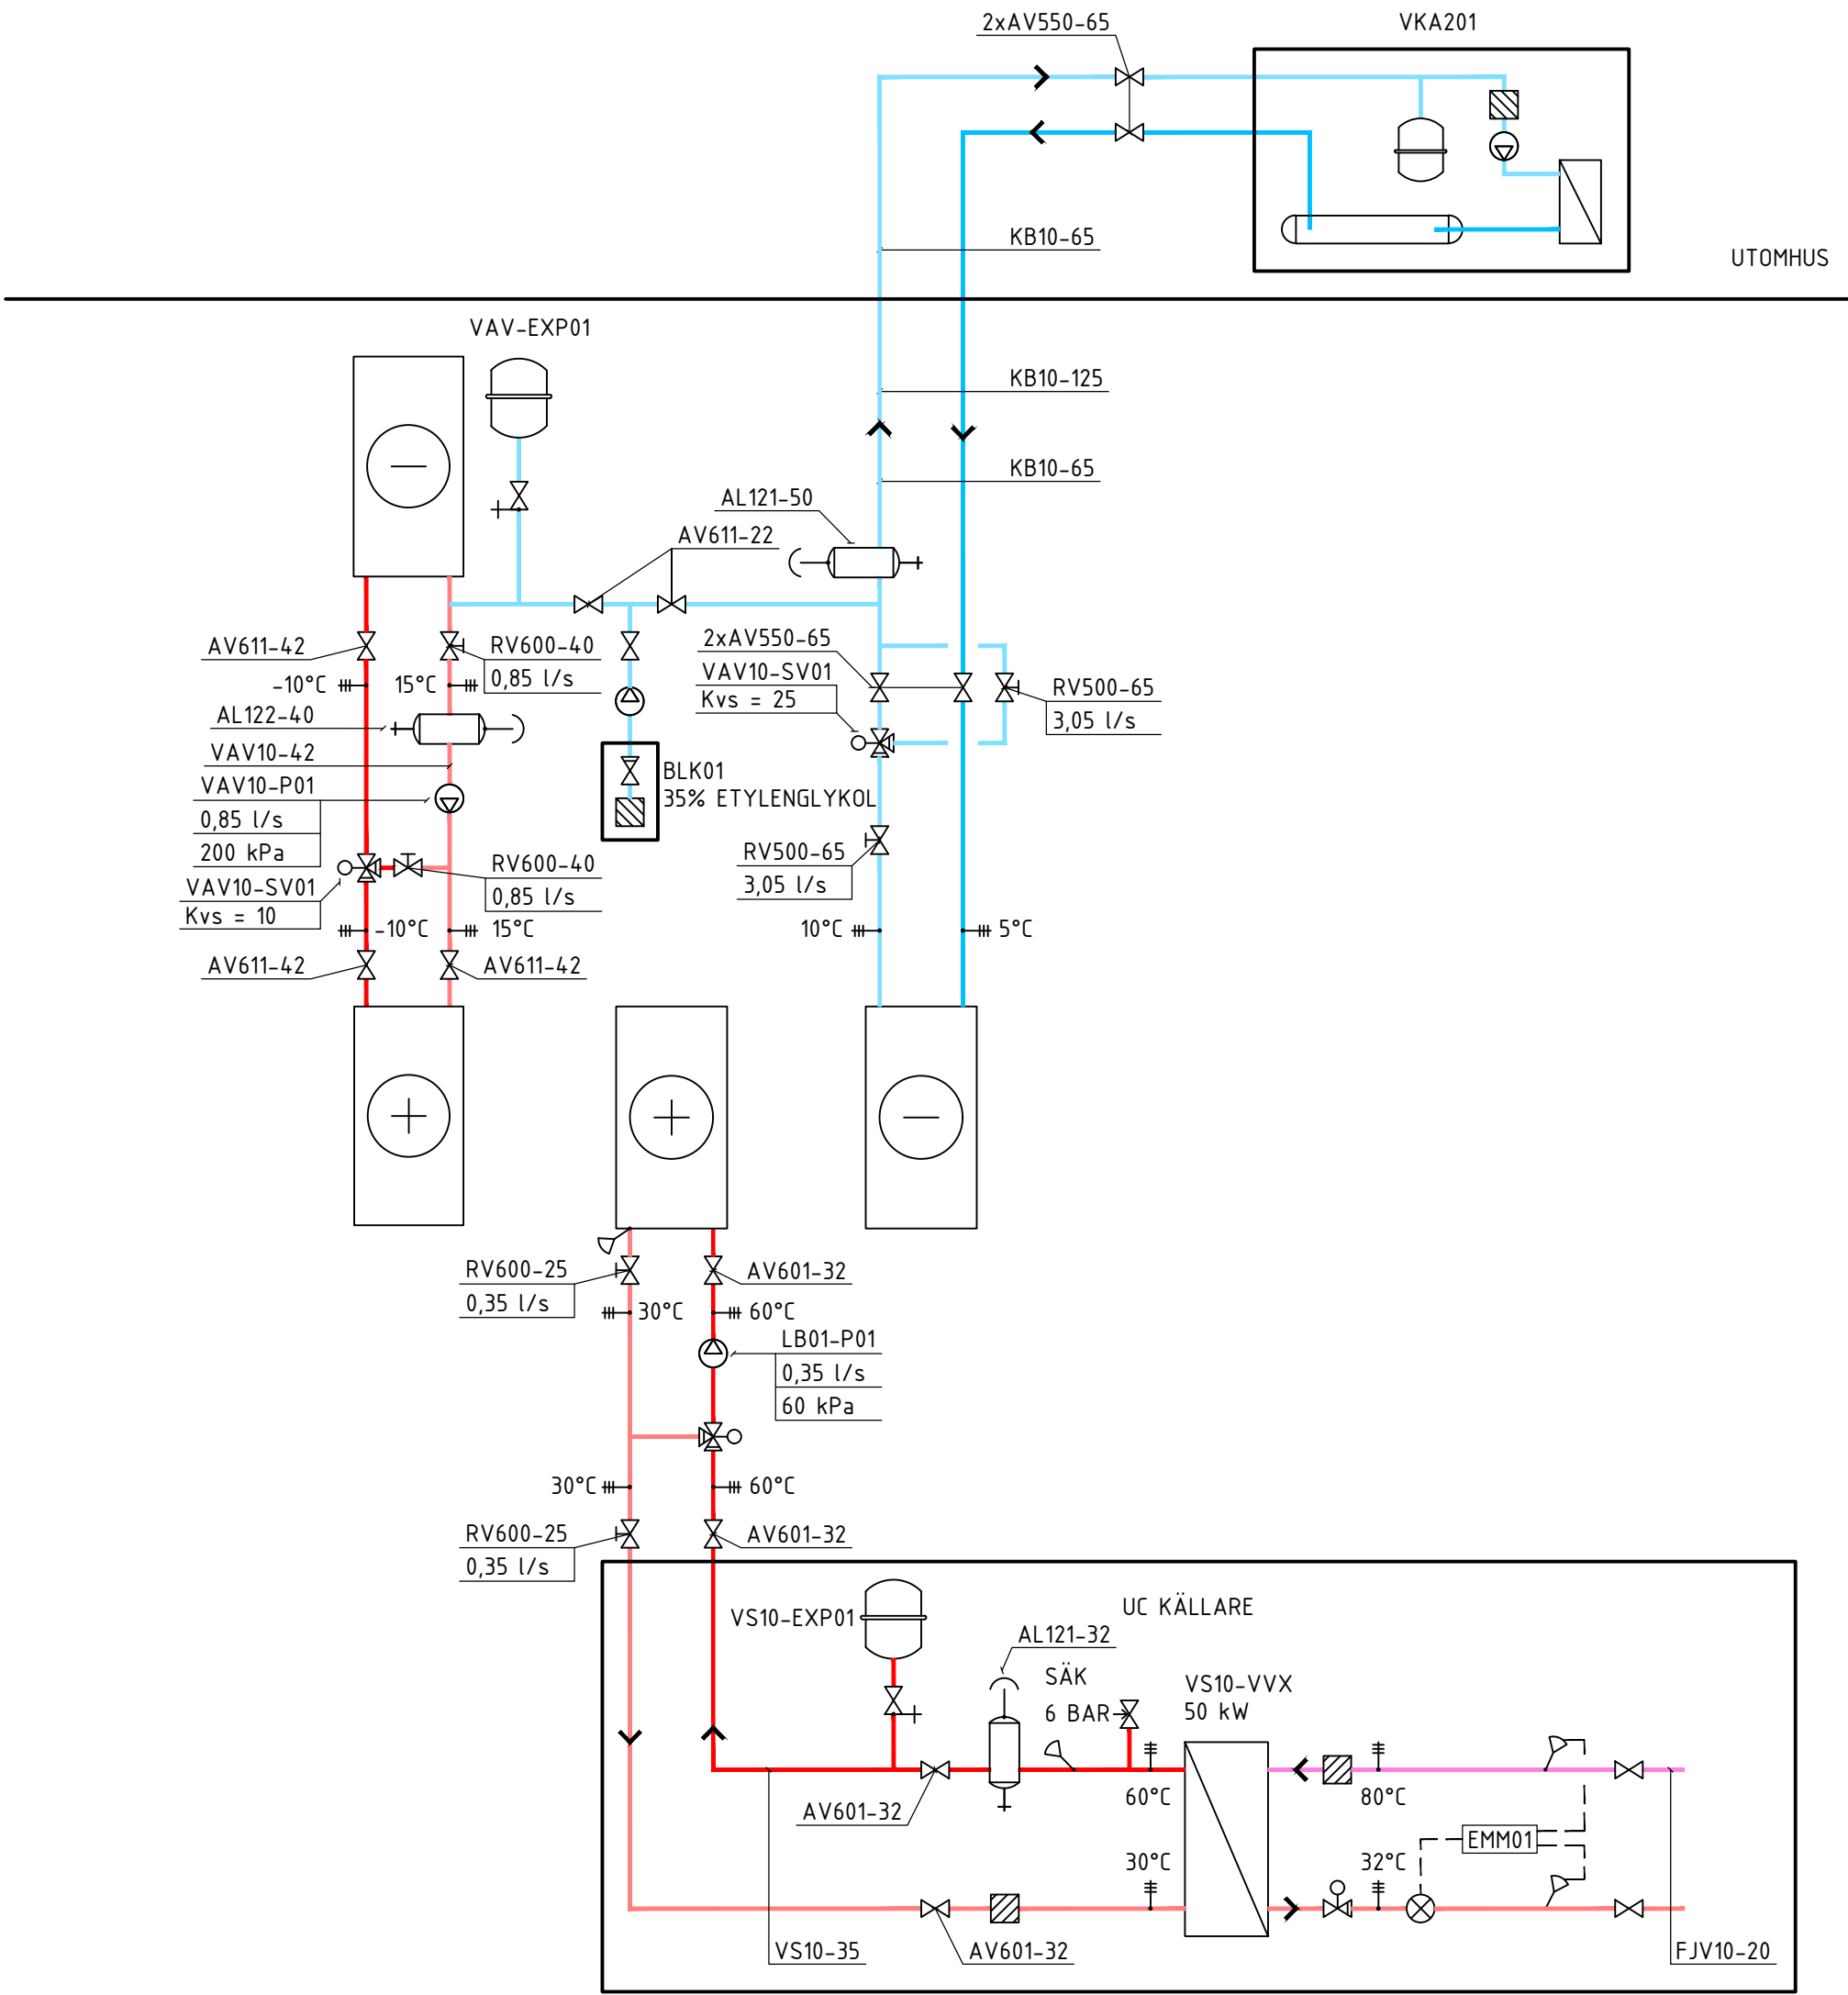 2xAV550-65
VKA201
KB10-65
UTOMHUS
VAV-EXP01
KB10-125
KB10-65
AL121-50
AV611-22
AV611-42
RV600-40
0,85 l/s
2xAV550-65
VAV10-SV01
Kvs = 25
RV500-65
3,05 l/s
-10°C
15°C
AL122-40
VAV10-42
VAV10-P01
0,85 l/s
200 kPa
BLK01
35% ETYLENGLYKOL
VAV10-SV01
Kvs = 10
RV600-40
0,85 l/s
RV500-65
3,05 l/s
-10°C
15°C
10°C
5°C
AV611-42
AV611-42
RV600-25
0,35 l/s
AV601-32
30°C
60°C
LB01-P01
0,35 l/s
60 kPa
30°C
60°C
RV600-25
0,35 l/s
AV601-32
VS10-EXP01
UC KÄLLARE
AL121-32
SÄK
6 BAR
VS10-VVX
50 kW
AV601-32
60°C
80°C
EMM01
30°C
32°C
VS10-35
AV601-32
FJV10-20